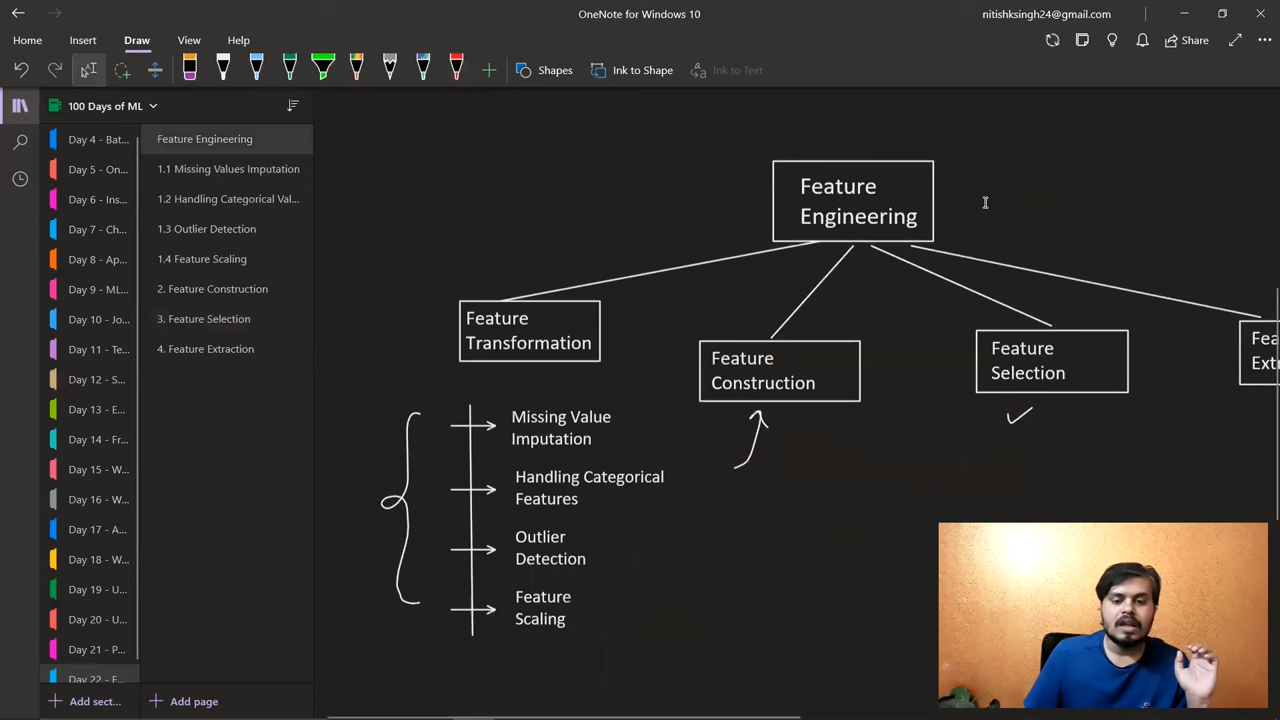 OneNote for Windows 10
nitishksingh24@gmail.com
Home
Insert
Draw
View
Help
Share
Shapes
Ink to Shape
Ink to Text
100 Days of ML
Day 4 - Bat...
Day 5 - On...
Day 6 - Ins...
Day 7 - Ch...
Day 8 - Ap...
Day 9 - ML...
Day 10 - Jo...
Day 11 - Te...
Day 12 - S...
Day 13 - E...
Day 14 - Fr...
Day 15 - W...
Day 16 - W...
Day 17 - A...
Day 18 - W...
Day 19 - U...
Day 20 - U...
Day 21 - P...
Day 22 - E...
Add sect...
Feature Engineering
1.1 Missing Values Imputation
1.2 Handling Categorical Val...
1.3 Outlier Detection
1.4 Feature Scaling
2. Feature Construction
3. Feature Selection
4. Feature Extraction
Add page
Feature
Engineering
Feature
Transformation
Feature
Construction
Feature
Selection
Fea
Ext
Missing Value
Imputation
Handling Categorical
Features
Outlier
Detection
Feature
Scaling